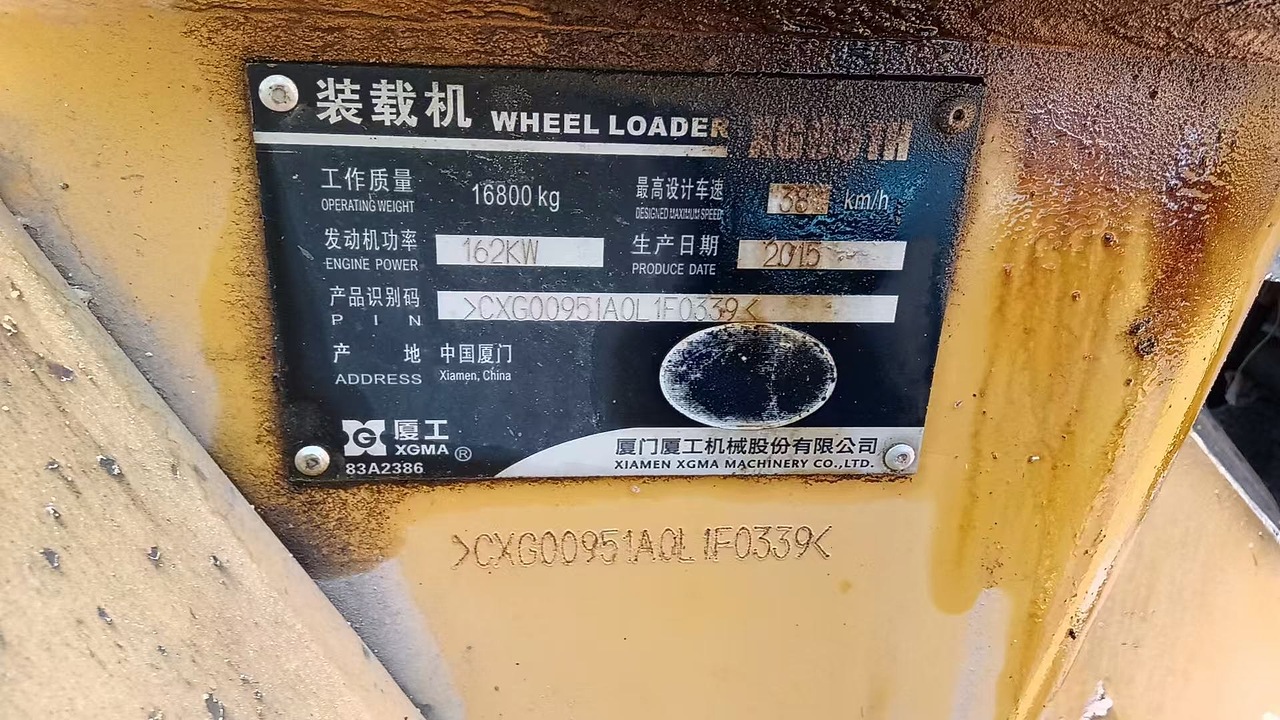 装载机 WHEEL LOADER
工作质量 16800 kg 最高设计车速 38 km/h
OPERATING WEIGHT DESIGNED MAXIMUM SPEED
发动机功率 162KW 生产日期 2015
ENGINE POWER PRODUCE DATE
产品识别码 >CXG00951A0L1F0339<
PIN
产地 中国厦门
ADDRESS Xiamen, China
厦工
XGMA ®
83A2386
厦门厦工机械股份有限公司
XIAMEN XGMA MACHINERY CO.,LTD.
>CXG00951A0L1F0339<